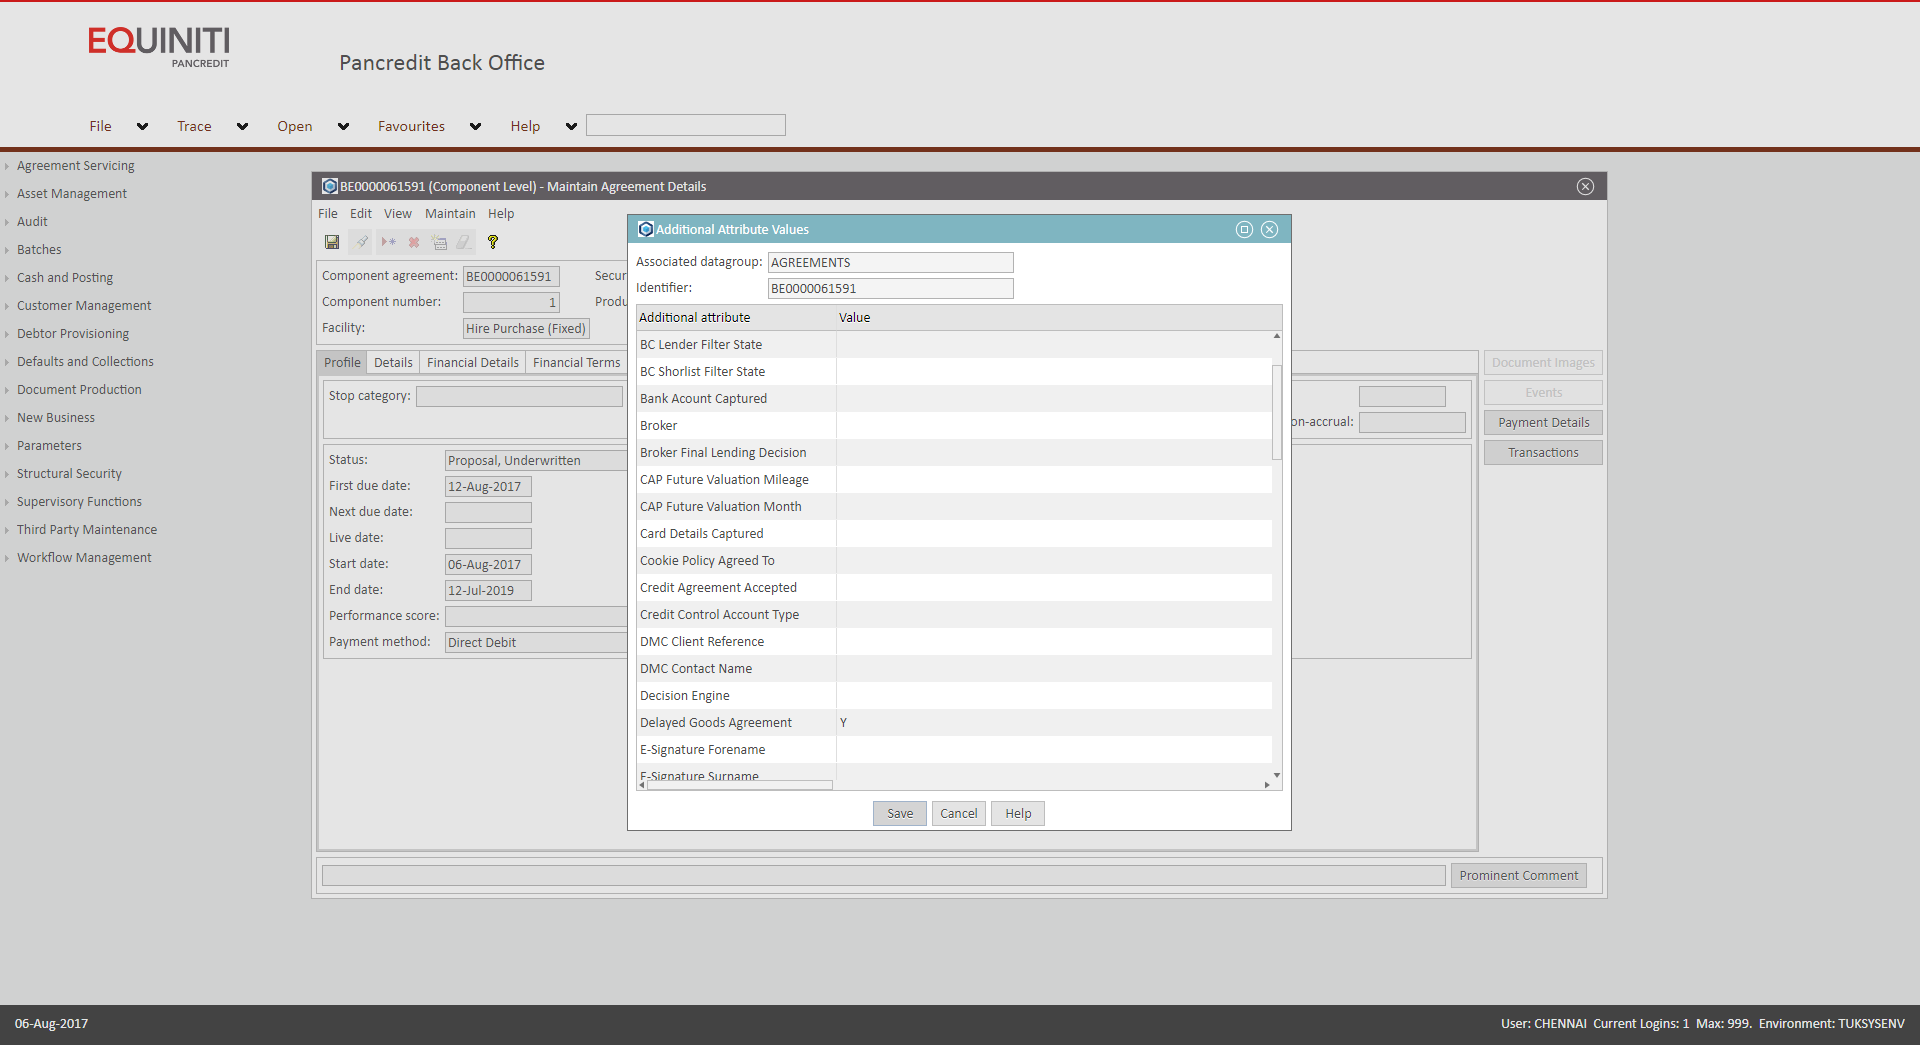 EQUINITI
PANCREDIT
Pancredit Back Office
File Trace Open Favourites Help
Agreement Servicing
Asset Management
Audit
Batches
Cash and Posting
Customer Management
Debtor Provisioning
Defaults and Collections
Document Production
New Business
Parameters
Structural Security
Supervisory Functions
Third Party Maintenance
Workflow Management
BE0000061591 (Component Level) - Maintain Agreement Details
File Edit View Maintain Help
Component agreement: BE0000061591 Secur
Component number: 1 Produ
Facility: Hire Purchase (Fixed)
Profile Details Financial Details Financial Terms
Stop category:
on-accrual:
Status: Proposal, Underwritten
First due date: 12-Aug-2017
Next due date:
Live date:
Start date: 06-Aug-2017
End date: 12-Jul-2019
Performance score:
Payment method: Direct Debit
Document Images
Events
Payment Details
Transactions
Prominent Comment
Additional Attribute Values
Associated datagroup: AGREEMENTS
Identifier: BE0000061591
Additional attribute Value
BC Lender Filter State
BC Shorlist Filter State
Bank Acount Captured
Broker
Broker Final Lending Decision
CAP Future Valuation Mileage
CAP Future Valuation Month
Card Details Captured
Cookie Policy Agreed To
Credit Agreement Accepted
Credit Control Account Type
DMC Client Reference
DMC Contact Name
Decision Engine
Delayed Goods Agreement Y
E-Signature Forename
E-Signature Surname
Save Cancel Help
06-Aug-2017
User: CHENNAI Current Logins: 1 Max: 999. Environment: TUKSYSENV